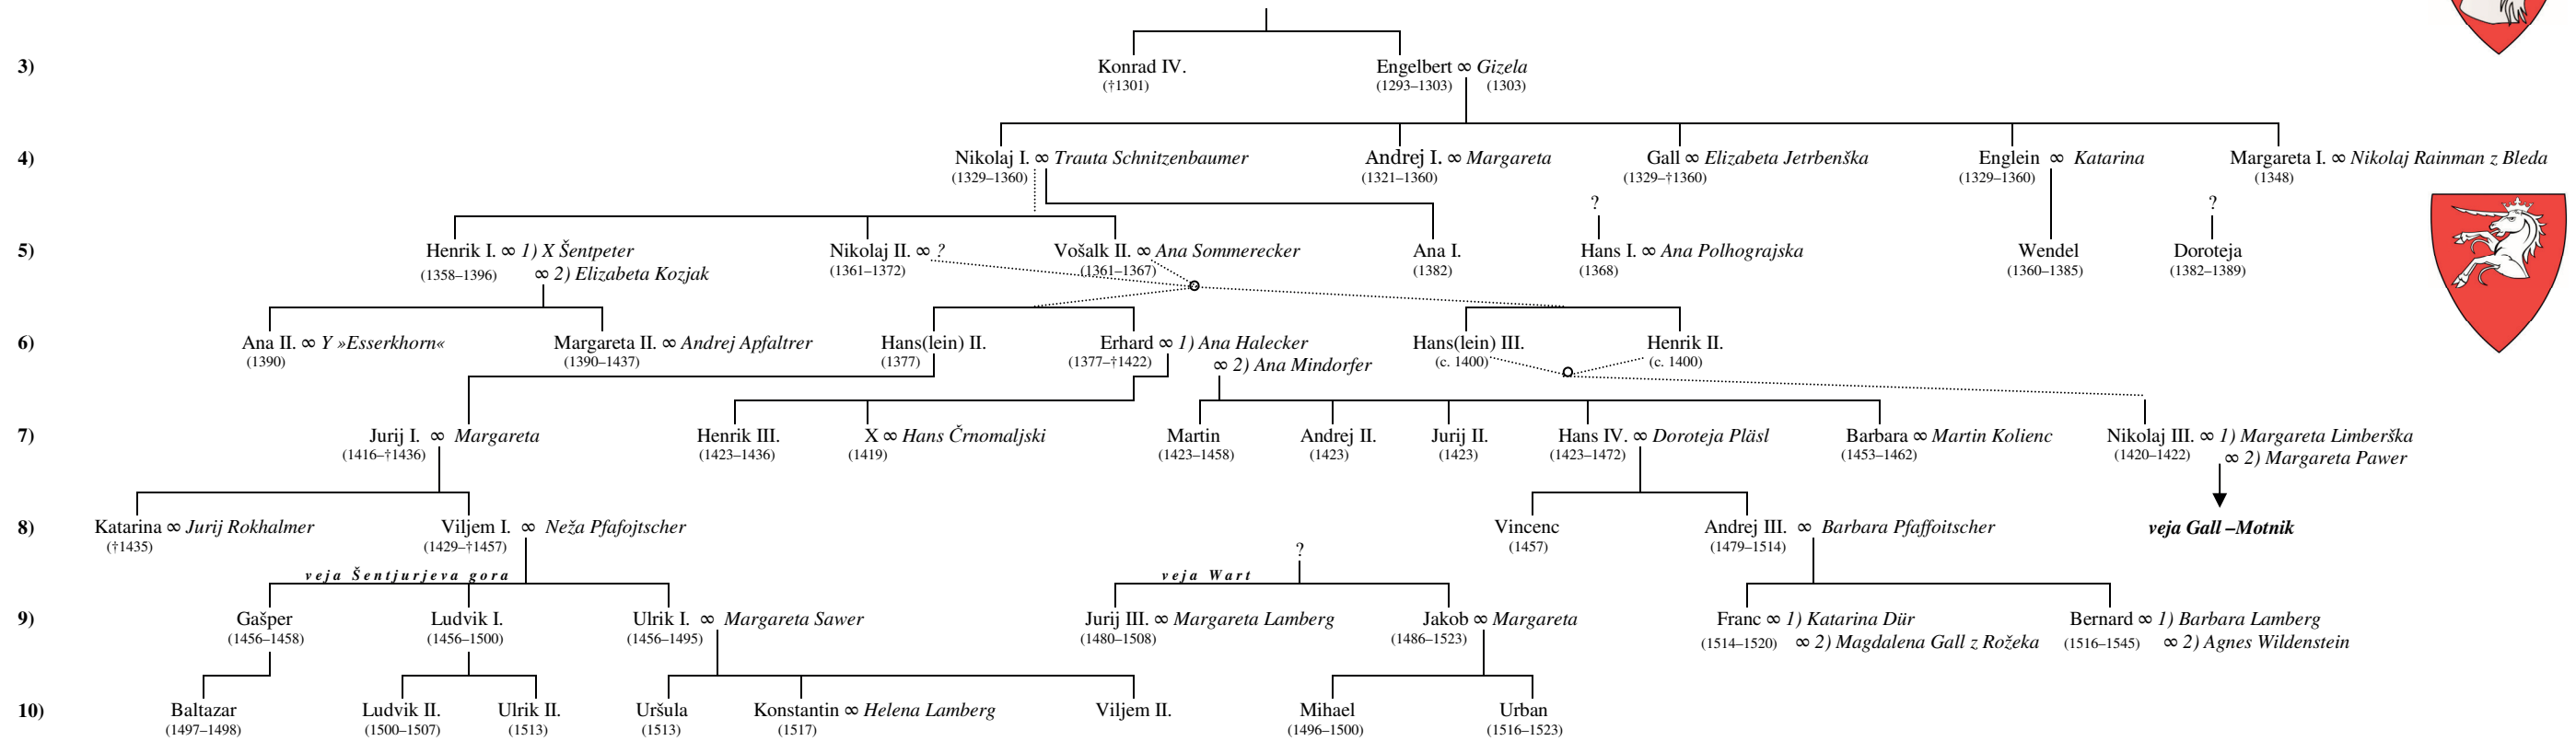 3)
Konrad IV.
Engelbert ∞ Gizela
(†1301)
(1293–1303)
(1303)
4)
Nikolaj I. ∞ Trauta Schnitzenbaumer
Andrej I. ∞ Margareta
Gall ∞ Elizabeta Jetrbenška
Englein ∞ Katarina
Margareta I. ∞ Nikolaj Rainman z Bleda
(1329–1360)
(1321–1360)
(1329–†1360)
(1329–1360)
(1348)
?
?
5)
Henrik I. ∞ 1) X Šentpeter
Nikolaj II. ∞ ?
Vošalk II. ∞ Ana Sommerecker
Ana I.
Hans I. ∞ Ana Polhograjska
Wendel
Doroteja
(1358–1396)
∞ 2) Elizabeta Kozjak
(1361–1372)
(1361–1367)
(1382)
(1368)
(1360–1385)
(1382–1389)
6)
Ana II. ∞ Y »Esserkhorn«
Margareta II. ∞ Andrej Apfaltrer
Hans(lein) II.
Erhard ∞ 1) Ana Halecker
Hans(lein) III.
Henrik II.
(1390)
(1390–1437)
(1377)
(1377–†1422)
∞ 2) Ana Mindorfer
(c. 1400)
(c. 1400)
7)
Jurij I. ∞ Margareta
Henrik III.
X ∞ Hans Črnomaljski
Martin
Andrej II.
Jurij II.
Hans IV. ∞ Doroteja Pläsl
Barbara ∞ Martin Kolienc
Nikolaj III. ∞ 1) Margareta Limberška
(1416–†1436)
(1423–1436)
(1419)
(1423–1458)
(1423)
(1423)
(1423–1472)
(1453–1462)
(1420–1422)
∞ 2) Margareta Pawer
8)
Katarina ∞ Jurij Rokhalmer
Viljem I. ∞ Neža Pfafojtscher
Vincenc
Andrej III. ∞ Barbara Pfaffoitscher
veja Gall –Motnik
(†1435)
(1429–†1457)
(1457)
(1479–1514)
?
veja Šentjurjeva gora
veja Wart
9)
Gašper
Ludvik I.
Ulrik I. ∞ Margareta Sawer
Jurij III. ∞ Margareta Lamberg
Jakob ∞ Margareta
Franc ∞ 1) Katarina Dür
Bernard ∞ 1) Barbara Lamberg
(1456–1458)
(1456–1500)
(1456–1495)
(1480–1508)
(1486–1523)
(1514–1520)
∞ 2) Magdalena Gall z Rožeka
(1516–1545)
∞ 2) Agnes Wildenstein
10)
Baltazar
Ludvik II.
Ulrik II.
Uršula
Konstantin ∞ Helena Lamberg
Viljem II.
Mihael
Urban
(1497–1498)
(1500–1507)
(1513)
(1513)
(1517)
(1496–1500)
(1516–1523)